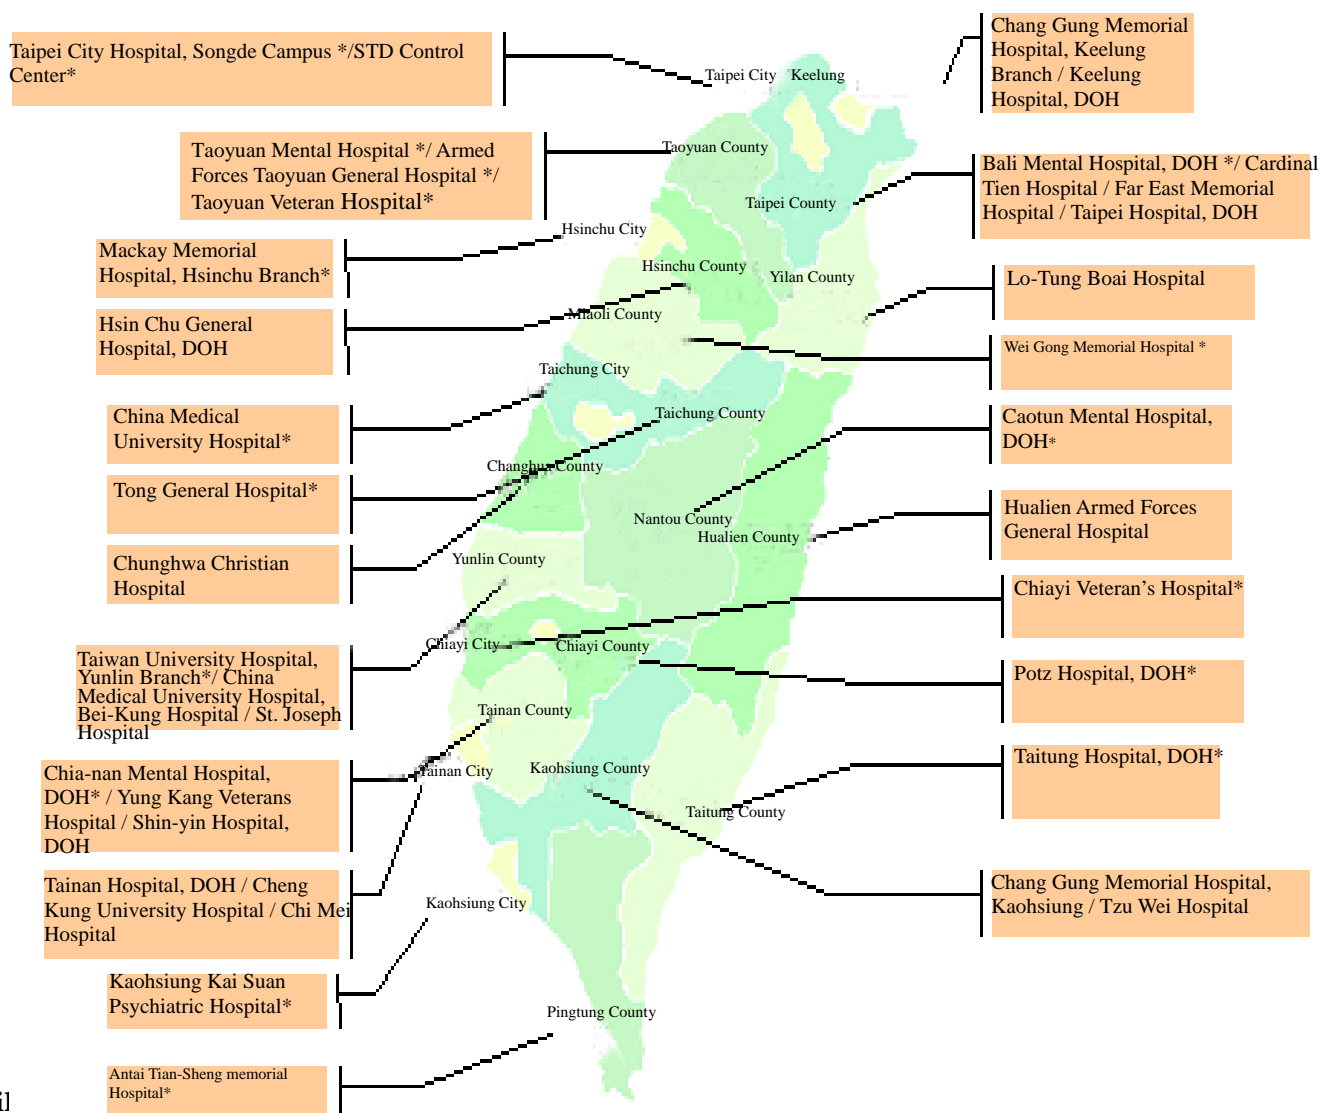 Taipei City Hospital, Songde Campus */STD Control
Center*
Chang Gung Memorial
Hospital, Keelung
Branch / Keelung
Hospital, DOH
Taipei City
Keelung
Taoyuan Mental Hospital */ Armed
Forces Taoyuan General Hospital */
Taoyuan Veteran Hospital*
Taoyuan County
Bali Mental Hospital, DOH */ Cardinal
Tien Hospital / Far East Memorial
Hospital / Taipei Hospital, DOH
Taipei County
Hsinchu City
Mackay Memorial
Hospital, Hsinchu Branch*
Hsinchu County
Yilan County
Lo-Tung Boai Hospital
Hsin Chu General
Hospital, DOH
Miaoli County
Wei Gong Memorial Hospital *
Taichung City
China Medical
University Hospital*
Taichung County
Caotun Mental Hospital,
DOH*
Changhua County
Tong General Hospital*
Nantou County
Hualien County
Hualien Armed Forces
General Hospital
Chunghwa Christian
Hospital
Yunlin County
Chiayi Veteran’s Hospital*
Chiayi City
Chiayi County
Taiwan University Hospital,
Yunlin Branch*/ China
Medical University Hospital,
Bei-Kung Hospital / St. Joseph
Hospital
Potz Hospital, DOH*
Tainan County
Tainan City
Kaohsiung County
Taitung Hospital, DOH*
Chia-nan Mental Hospital,
DOH* / Yung Kang Veterans
Hospital / Shin-yin Hospital,
DOH
Taitung County
Tainan Hospital, DOH / Cheng
Kung University Hospital / Chi Mei
Hospital
Kaohsiung City
Chang Gung Memorial Hospital,
Kaohsiung / Tzu Wei Hospital
Kaohsiung Kai Suan
Psychiatric Hospital*
Pingtung County
Antai Tian-Sheng memorial
Hospital*